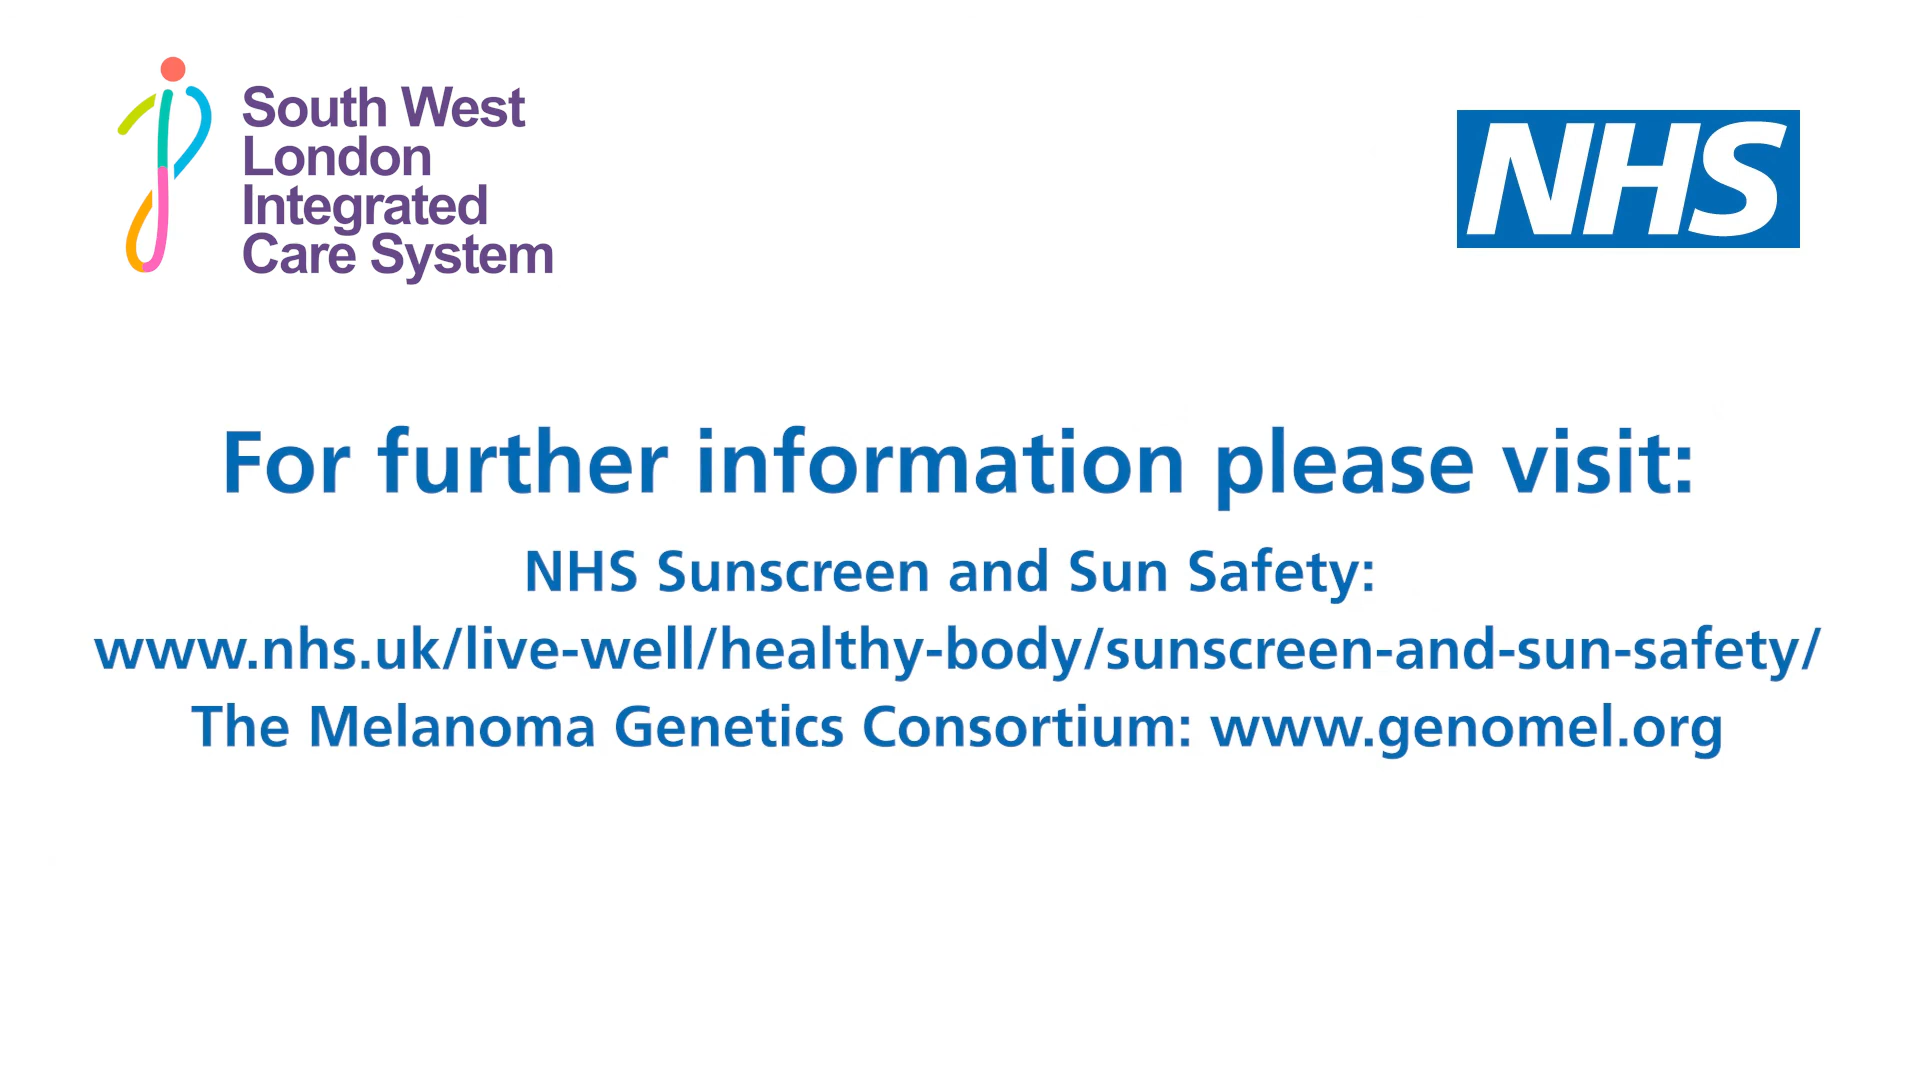 South West
London
Integrated
Care System
NHS
For further information please visit:
NHS Sunscreen and Sun Safety:
www.nhs.uk/live-well/healthy-body/sunscreen-and-sun-safety/
The Melanoma Genetics Consortium: www.genomel.org